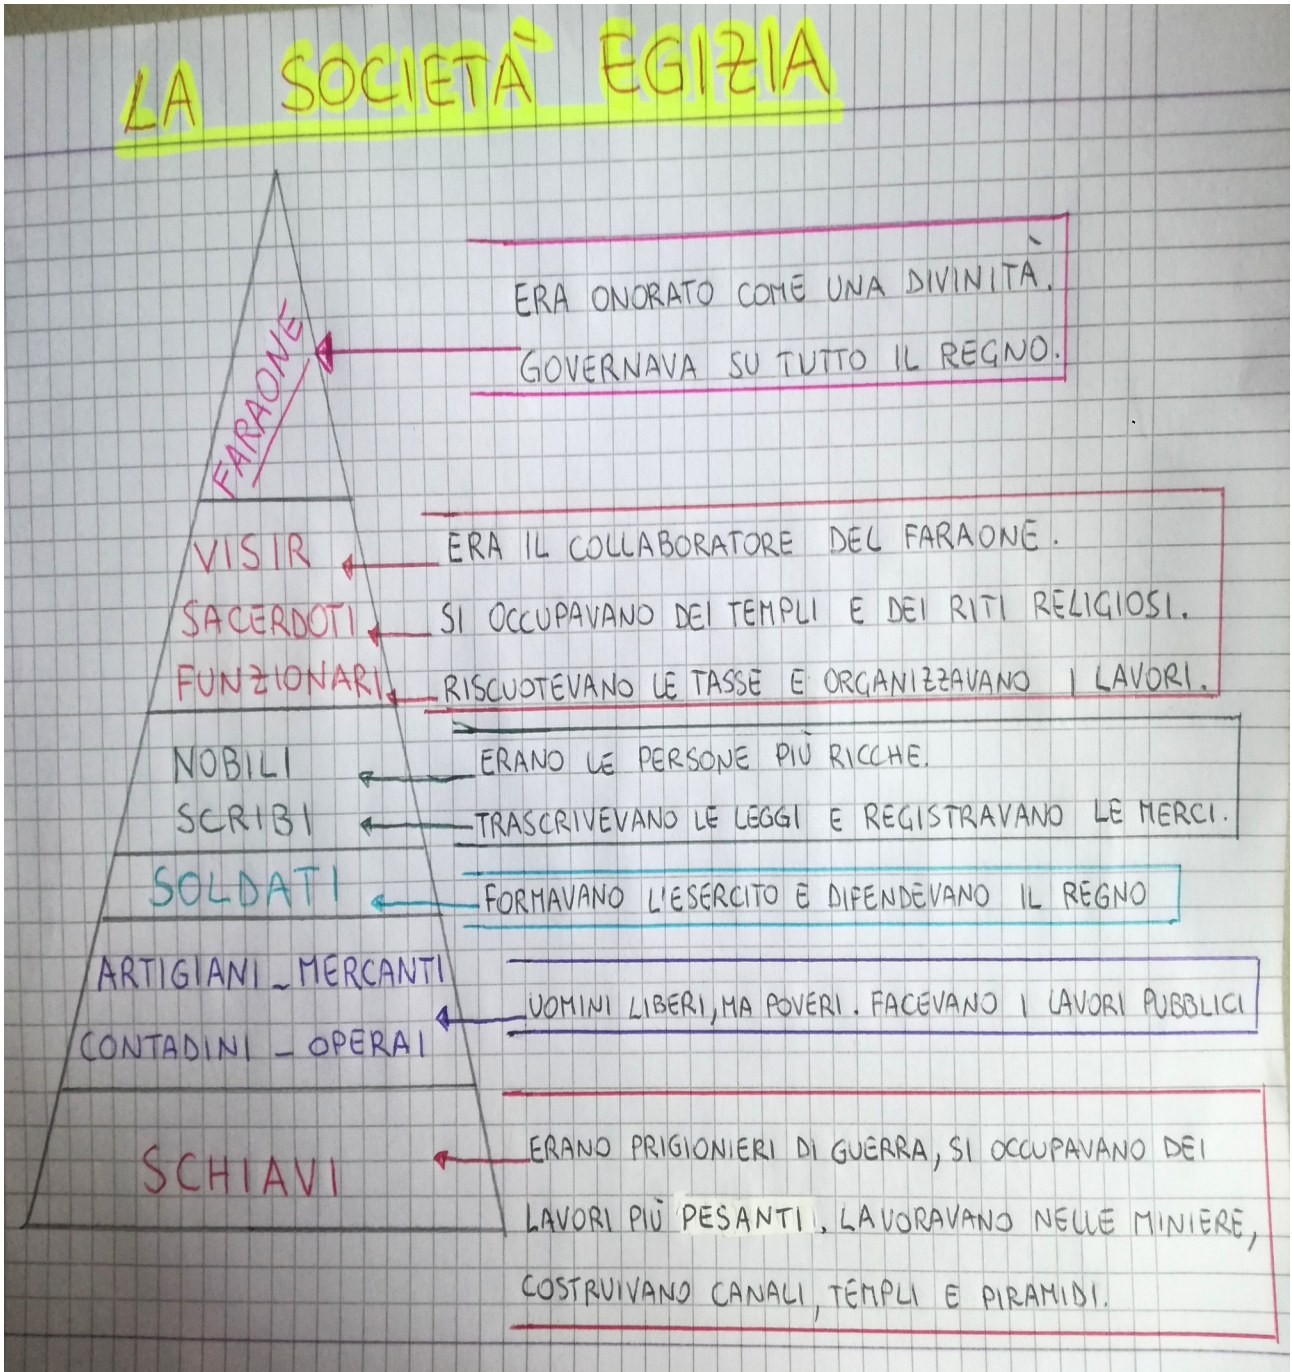 LA SOCIETÀ EGIZIA
FARAONE
ERA ONORATO COME UNA DIVINITÀ.
GOVERNAVA SU TUTTO IL REGNO.
VISIR
ERA IL COLLABORATORE DEL FARAONE.
SACERDOTI
SI OCCUPAVANO DEI TEMPLI E DEI RITI RELIGIOSI.
FUNZIONARI
RISCUOTEVANO LE TASSE E ORGANIZZAVANO I LAVORI.
NOBILI
ERANO LE PERSONE PIÙ RICCHE.
SCRIBI
TRASCRIVEVANO LE LEGGI E REGISTRAVANO LE MERCI.
SOLDATI
FORMAVANO L'ESERCITO E DIFENDEVANO IL REGNO
ARTIGIANI - MERCANTI
CONTADINI - OPERAI
UOMINI LIBERI, MA POVERI. FACEVANO I LAVORI PUBBLICI
SCHIAVI
ERANO PRIGIONIERI DI GUERRA, SI OCCUPAVANO DEI
LAVORI PIÙ PESANTI. LAVORAVANO NELLE MINIERE,
COSTRUIVANO CANALI, TEMPLI E PIRAMIDI.